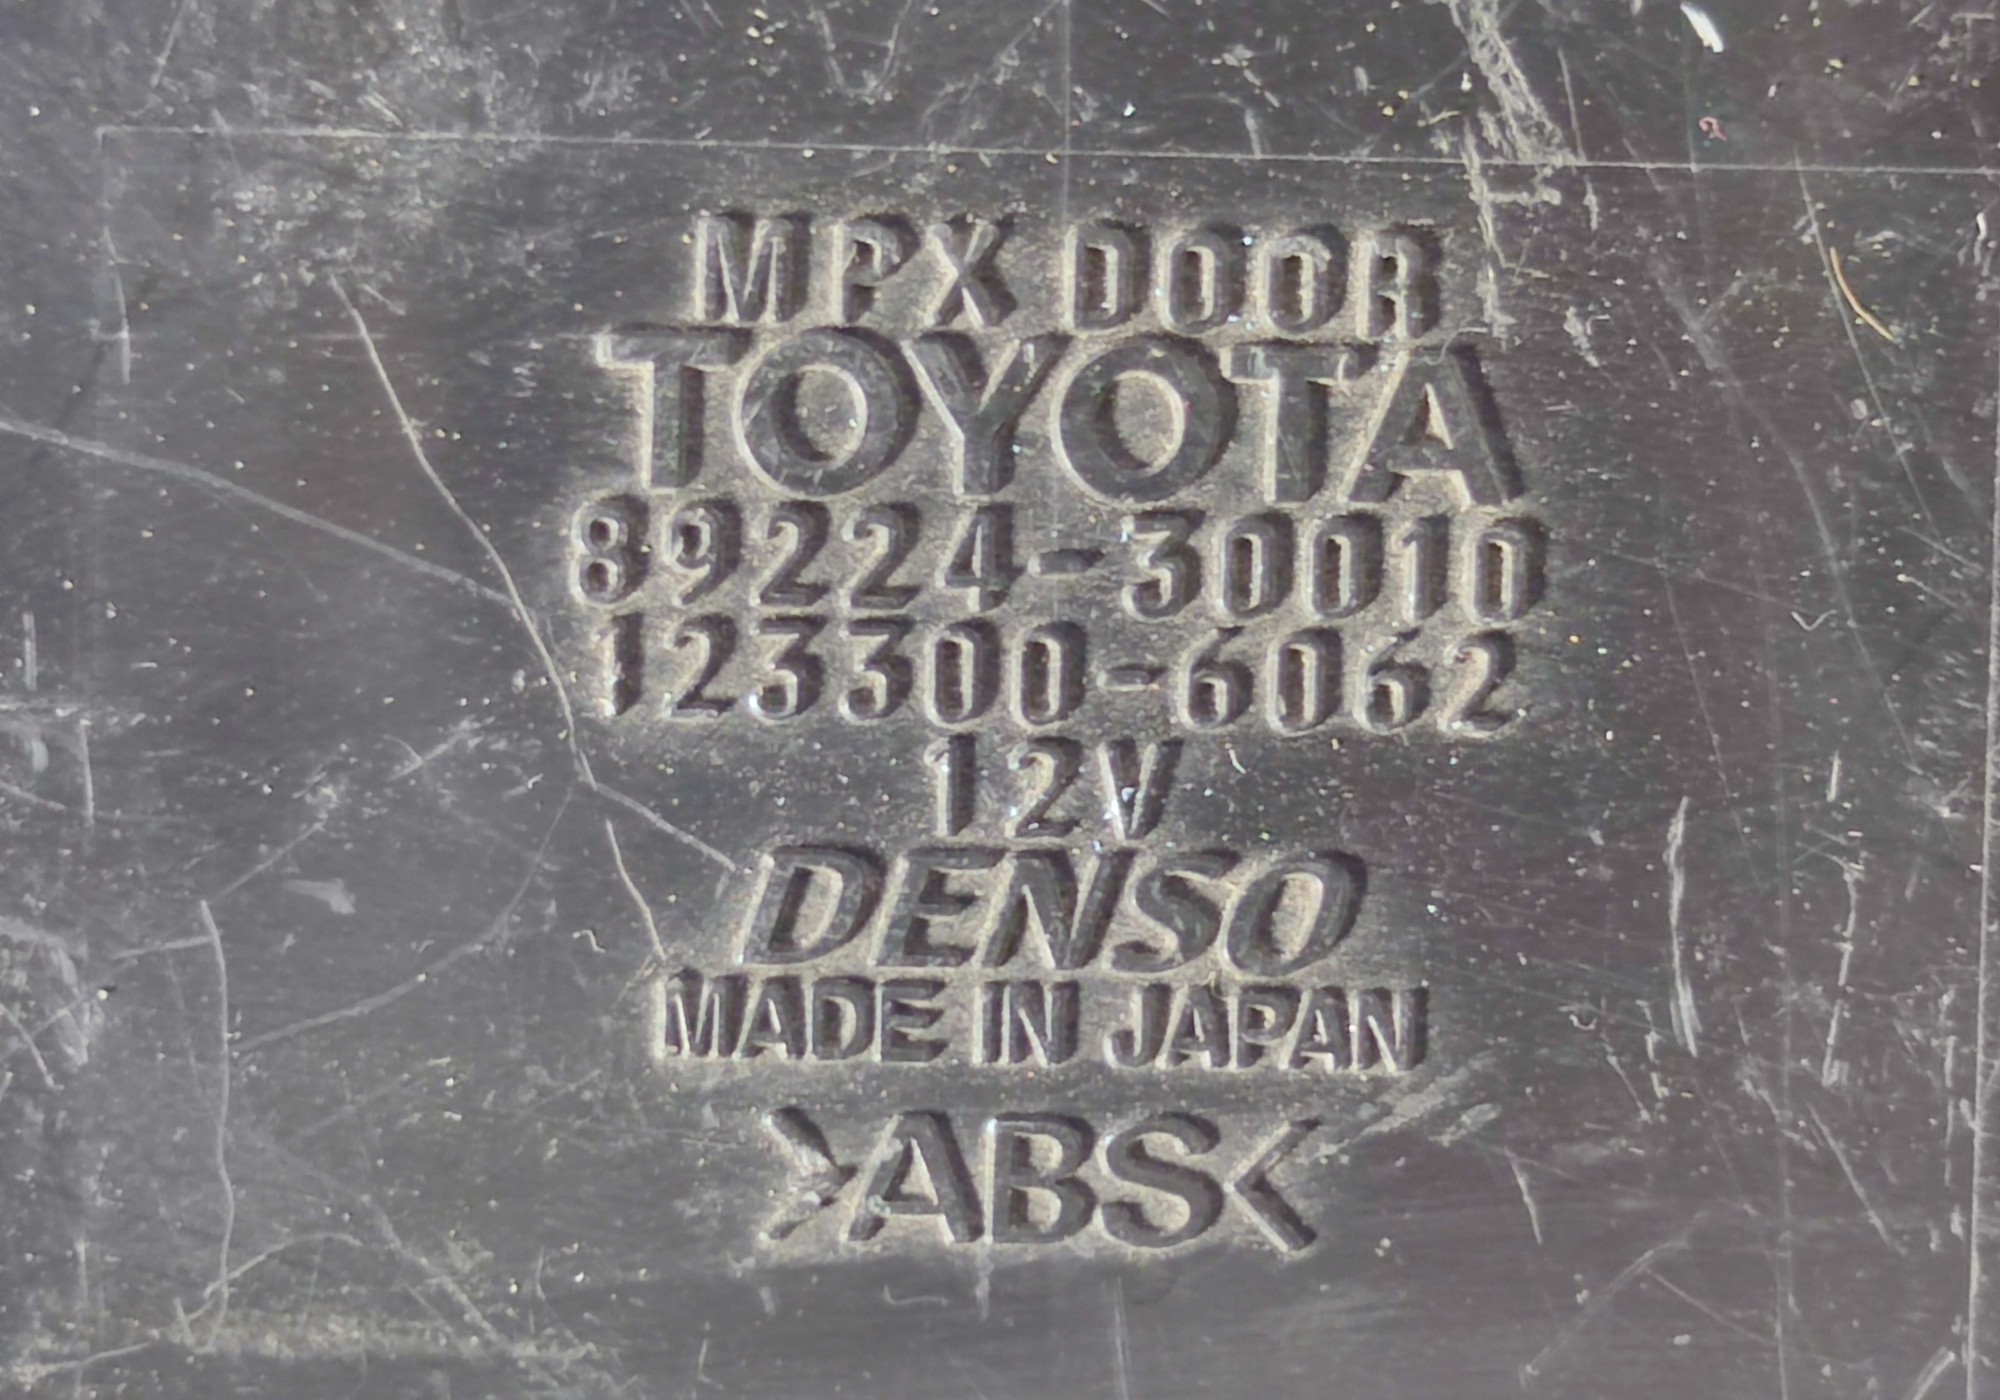 MPX DOOR
TOYOTA
89224-30010
123300-6062
12V
DENSO
MADE IN JAPAN
>ABS<